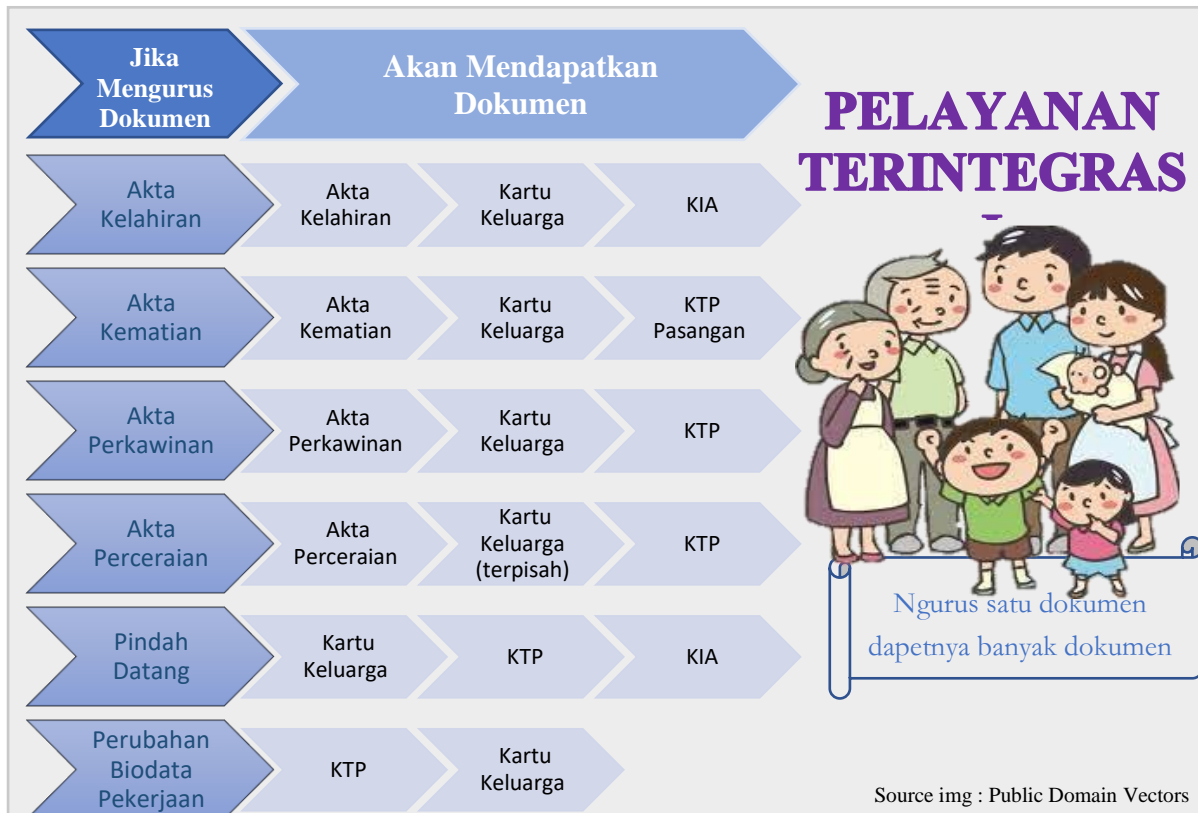 Jika
Mengurus
Dokumen
Akan Mendapatkan
Dokumen
PELAYANAN
TERINTEGRAS
Akta
Kelahiran
Akta
Kelahiran
Kartu
Keluarga
KIA
Akta
Kematian
Akta
Kematian
Kartu
Keluarga
KTP
Pasangan
Akta
Perkawinan
Akta
Perkawinan
Kartu
Keluarga
KTP
Akta
Perceraian
Akta
Perceraian
Kartu
Keluarga
(terpisah)
KTP
Pindah
Datang
Kartu
Keluarga
KTP
KIA
Perubahan
Biodata
Pekerjaan
KTP
Kartu
Keluarga
Ngurus satu dokumen
dapetnya banyak dokumen
Source img : Public Domain Vectors